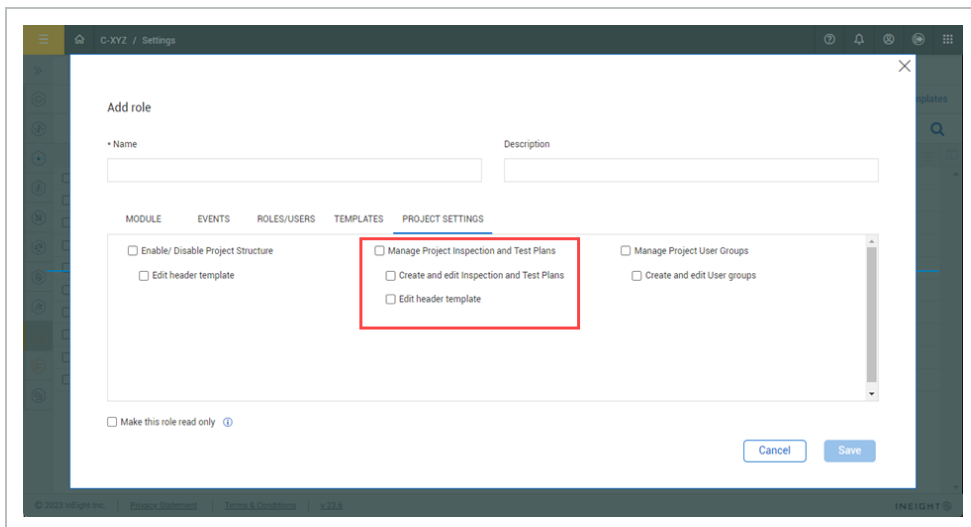 C-XYZ / Settings
Add role
* Name
Description
MODULE EVENTS ROLES/USERS TEMPLATES PROJECT SETTINGS
Enable/ Disable Project Structure
Edit header template
Manage Project Inspection and Test Plans
Create and edit Inspection and Test Plans
Edit header template
Manage Project User Groups
Create and edit User groups
Make this role read only
Cancel Save
Privacy Statement Terms & Conditions
INEIGHT